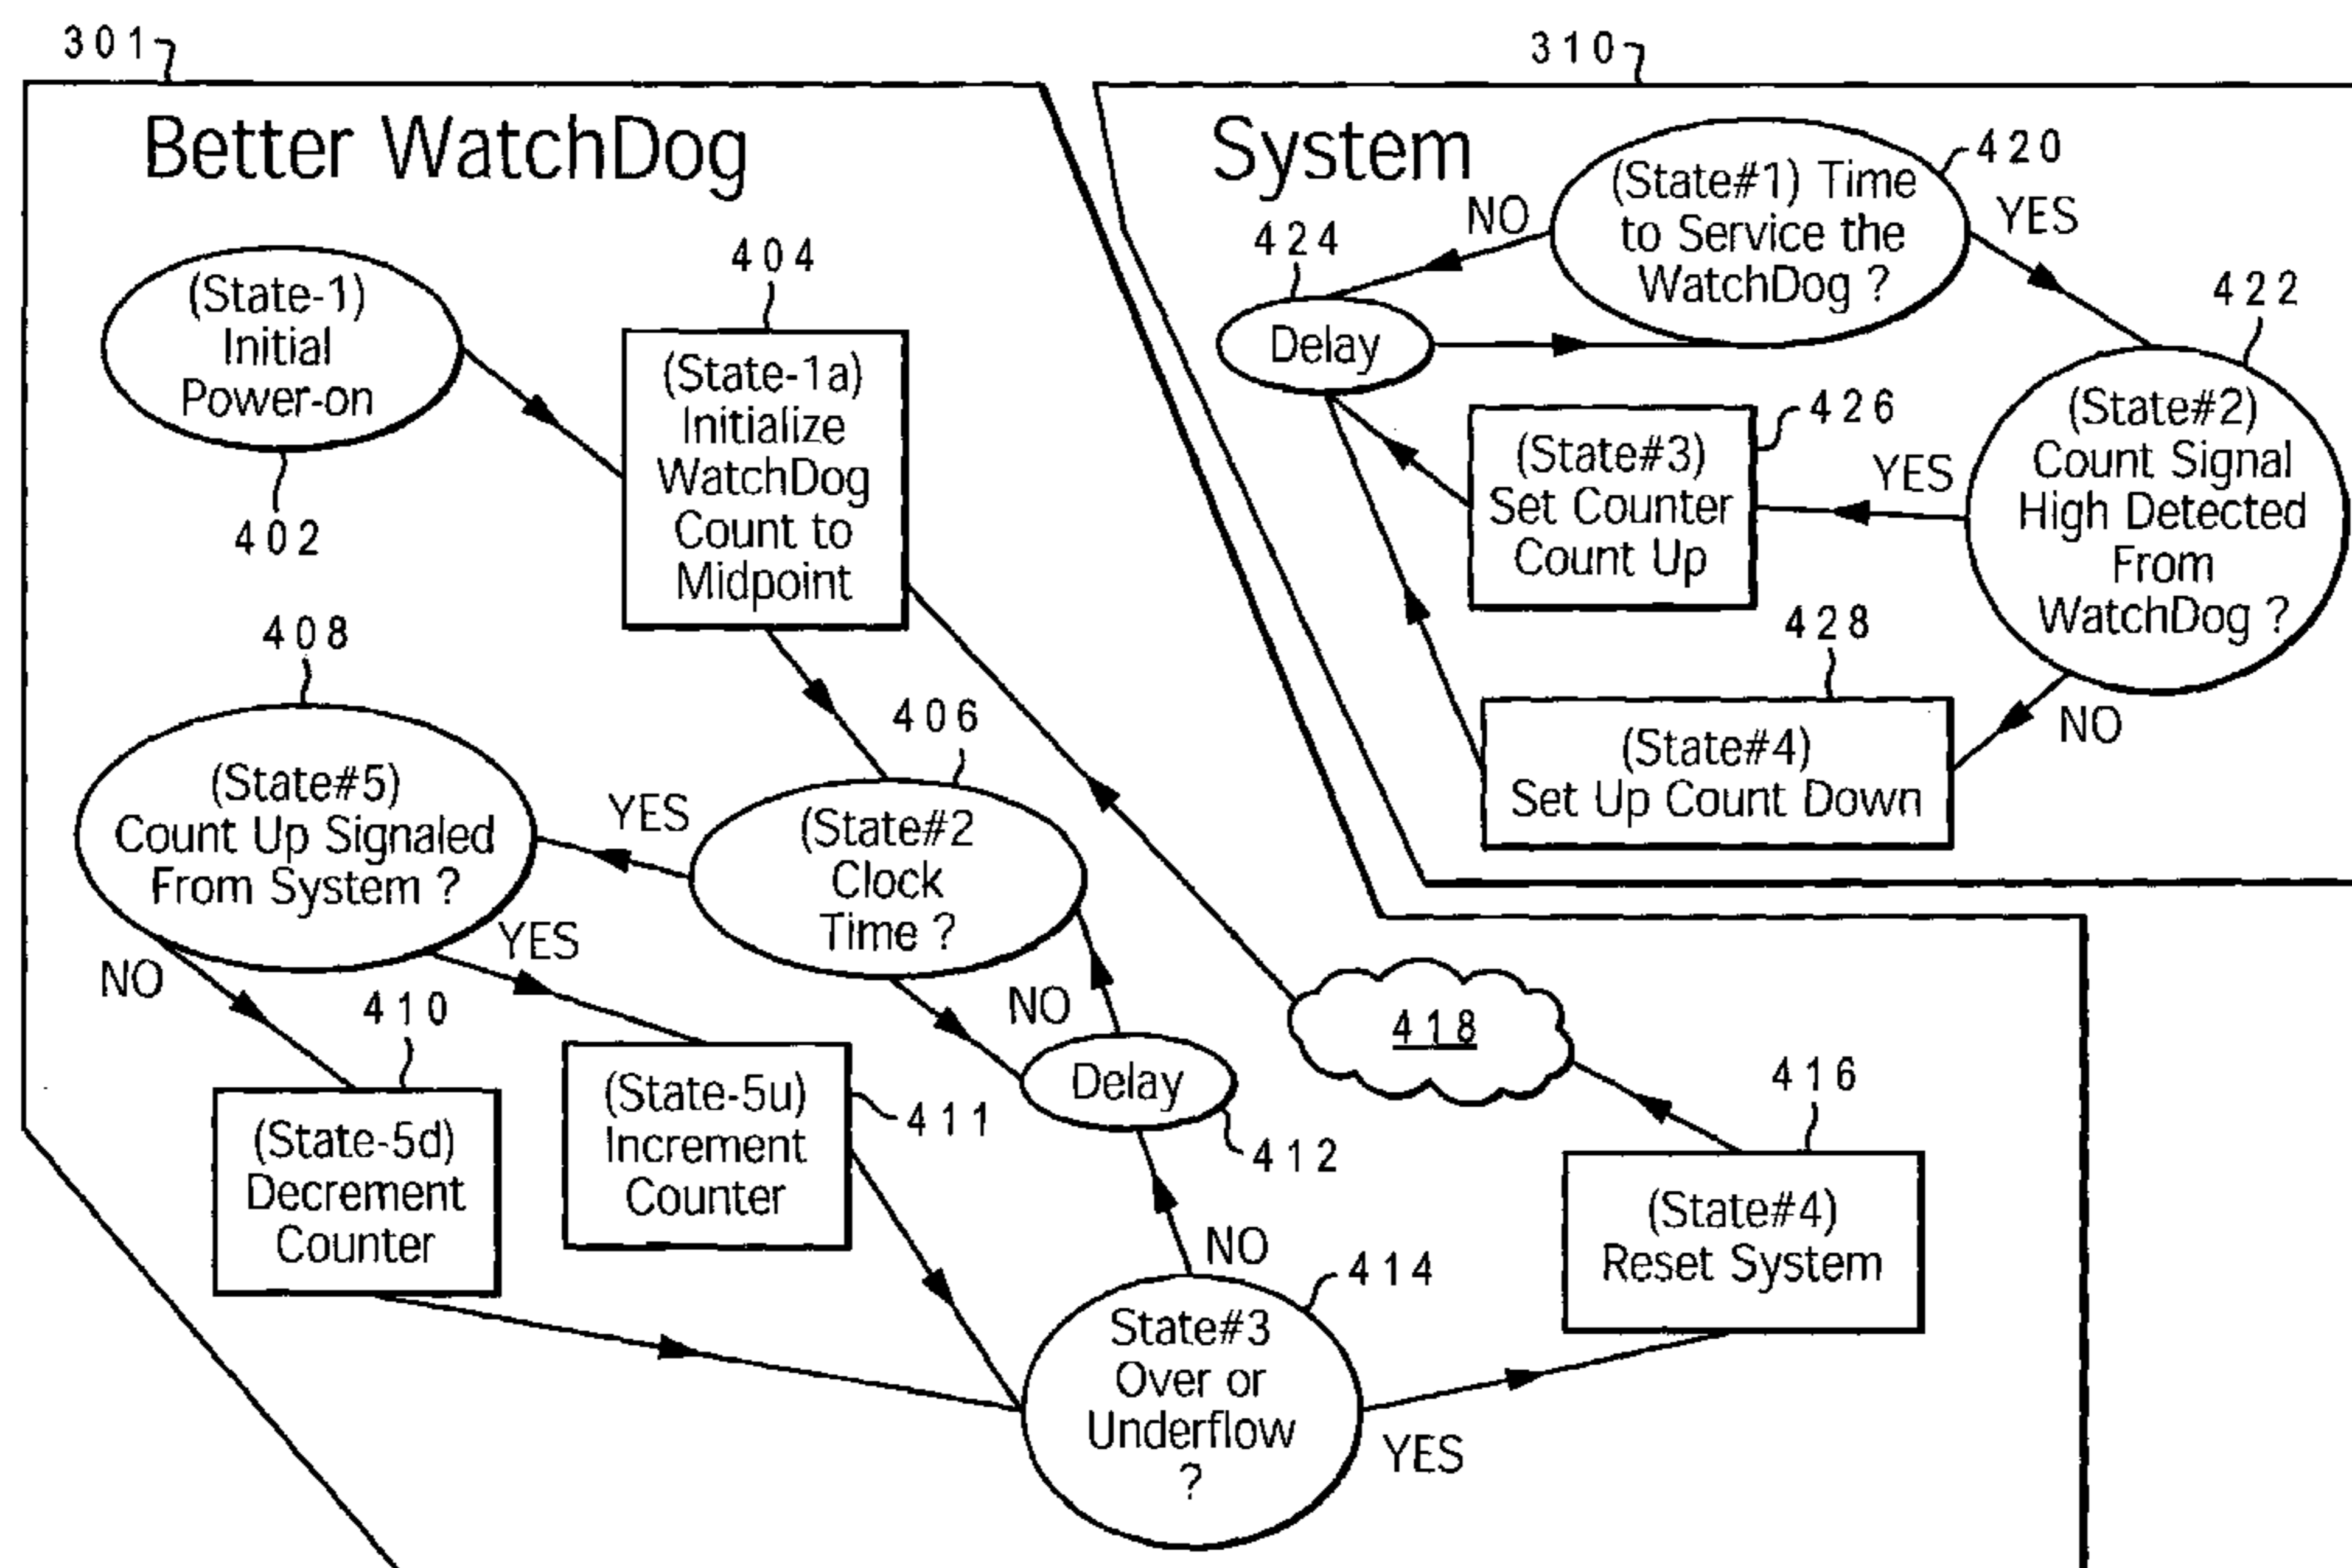 301
Better WatchDog
(State-1)
Initial
Power-on
402
404
(State-1a)
Initialize
WatchDog
Count to
Midpoint
408
(State#5)
Count Up Signaled
From System ?
YES
406
(State#2
Clock
Time ?
NO
YES
410
(State-5d)
Decrement
Counter
(State-5u)
Increment
Counter
411
NO
Delay
412
NO
414
State#3
Over or
Underflow
?
YES
418
416
(State#4)
Reset System
310
System
420
(State#1) Time
to Service the
WatchDog ?
NO
YES
424
Delay
422
(State#2)
Count Signal
High Detected
From
WatchDog ?
YES
426
(State#3)
Set Counter
Count Up
NO
428
(State#4)
Set Up Count Down